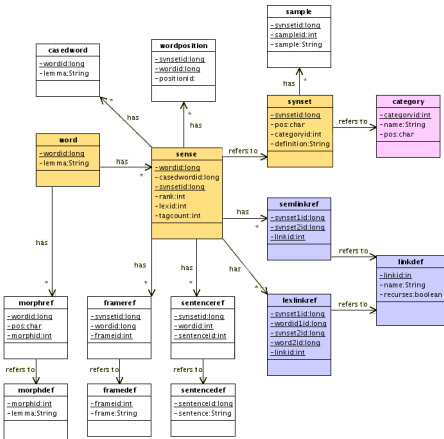 sample
-synsetid:long
-sampleid:int
-sample:String
casedword
-wordid:long
-lemma:String
wordposition
-synsetid:long
-wordid:long
-positionid:
has
*
synset
-synsetid:long
-pos:char
-categoryid:int
-definition:String
refers to
category
-categoryid:int
-name:String
-pos:char
*
has
*
has
word
-wordid:long
-lemma:String
has
*
sense
-wordid:long
-casedwordid:long
-synsetid:long
-rank:int
-lexid:int
-tagcount:int
refers to
has
*
semlinkref
-synset1id:long
-synset2id:long
-linkid:int
refers to
linkdef
-linkid:in
-name:String
-recurses:boolean
has
*
has
*
has
*
has
*
lexlinkref
-synset1id:long
-wordid1id:long
-synset2id:long
-word2id:long
-linkid:int
refers to
morphref
-wordid:long
-pos:char
-morphid:int
frameref
-synsetid:long
-wordid:long
-frameid:int
sentenceref
-synsetid:long
-wordid:int
-sentenceid:int
refers to
refers to
refers to
morphdef
-morphid:int
-lemma:String
framedef
-frameid:int
-frame:String
sentencedef
-sentenceid:long
-sentence:String